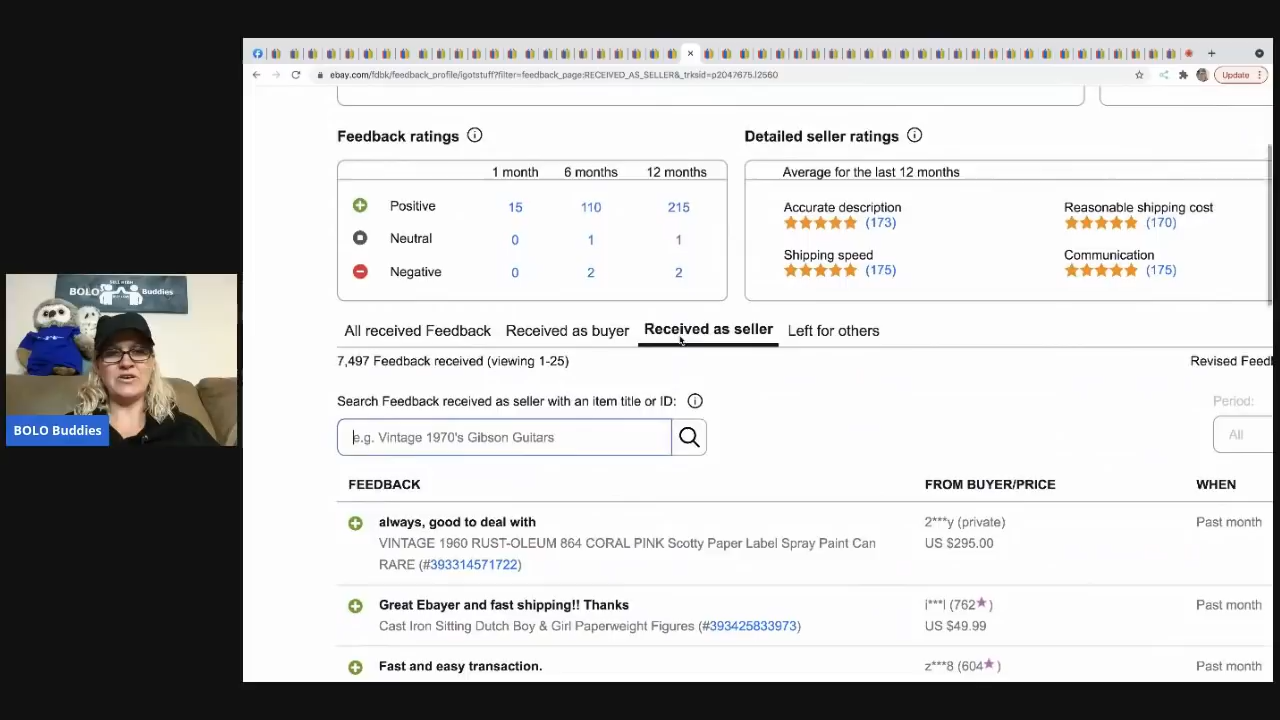 Update
ebay.com/fdbk/feedback_profile/igotstuff?filter=feedback_page:RECEIVED_AS_SELLER&_trksid=p2047675.l2560
Feedback ratings
Detailed seller ratings
1 month 6 months 12 months
Average for the last 12 months
Positive 15 110 215
Accurate description
(173)
Reasonable shipping cost
(170)
Neutral 0 1 1
Shipping speed
(175)
Communication
(175)
Negative 0 2 2
All received Feedback Received as buyer Received as seller Left for others
7,497 Feedback received (viewing 1-25)
Revised Feed
Search Feedback received as seller with an item title or ID:
Period:
e.g. Vintage 1970's Gibson Guitars
All
FEEDBACK FROM BUYER/PRICE WHEN
always, good to deal with 2***y (private) Past month
VINTAGE 1960 RUST-OLEUM 864 CORAL PINK Scotty Paper Label Spray Paint Can US $295.00
RARE (#393314571722)
Great Ebayer and fast shipping!! Thanks i***l (762) Past month
Cast Iron Sitting Dutch Boy & Girl Paperweight Figures (#393425833973) US $49.99
Fast and easy transaction. z***8 (604) Past month
BOLO Buddies
BOLO Buddies